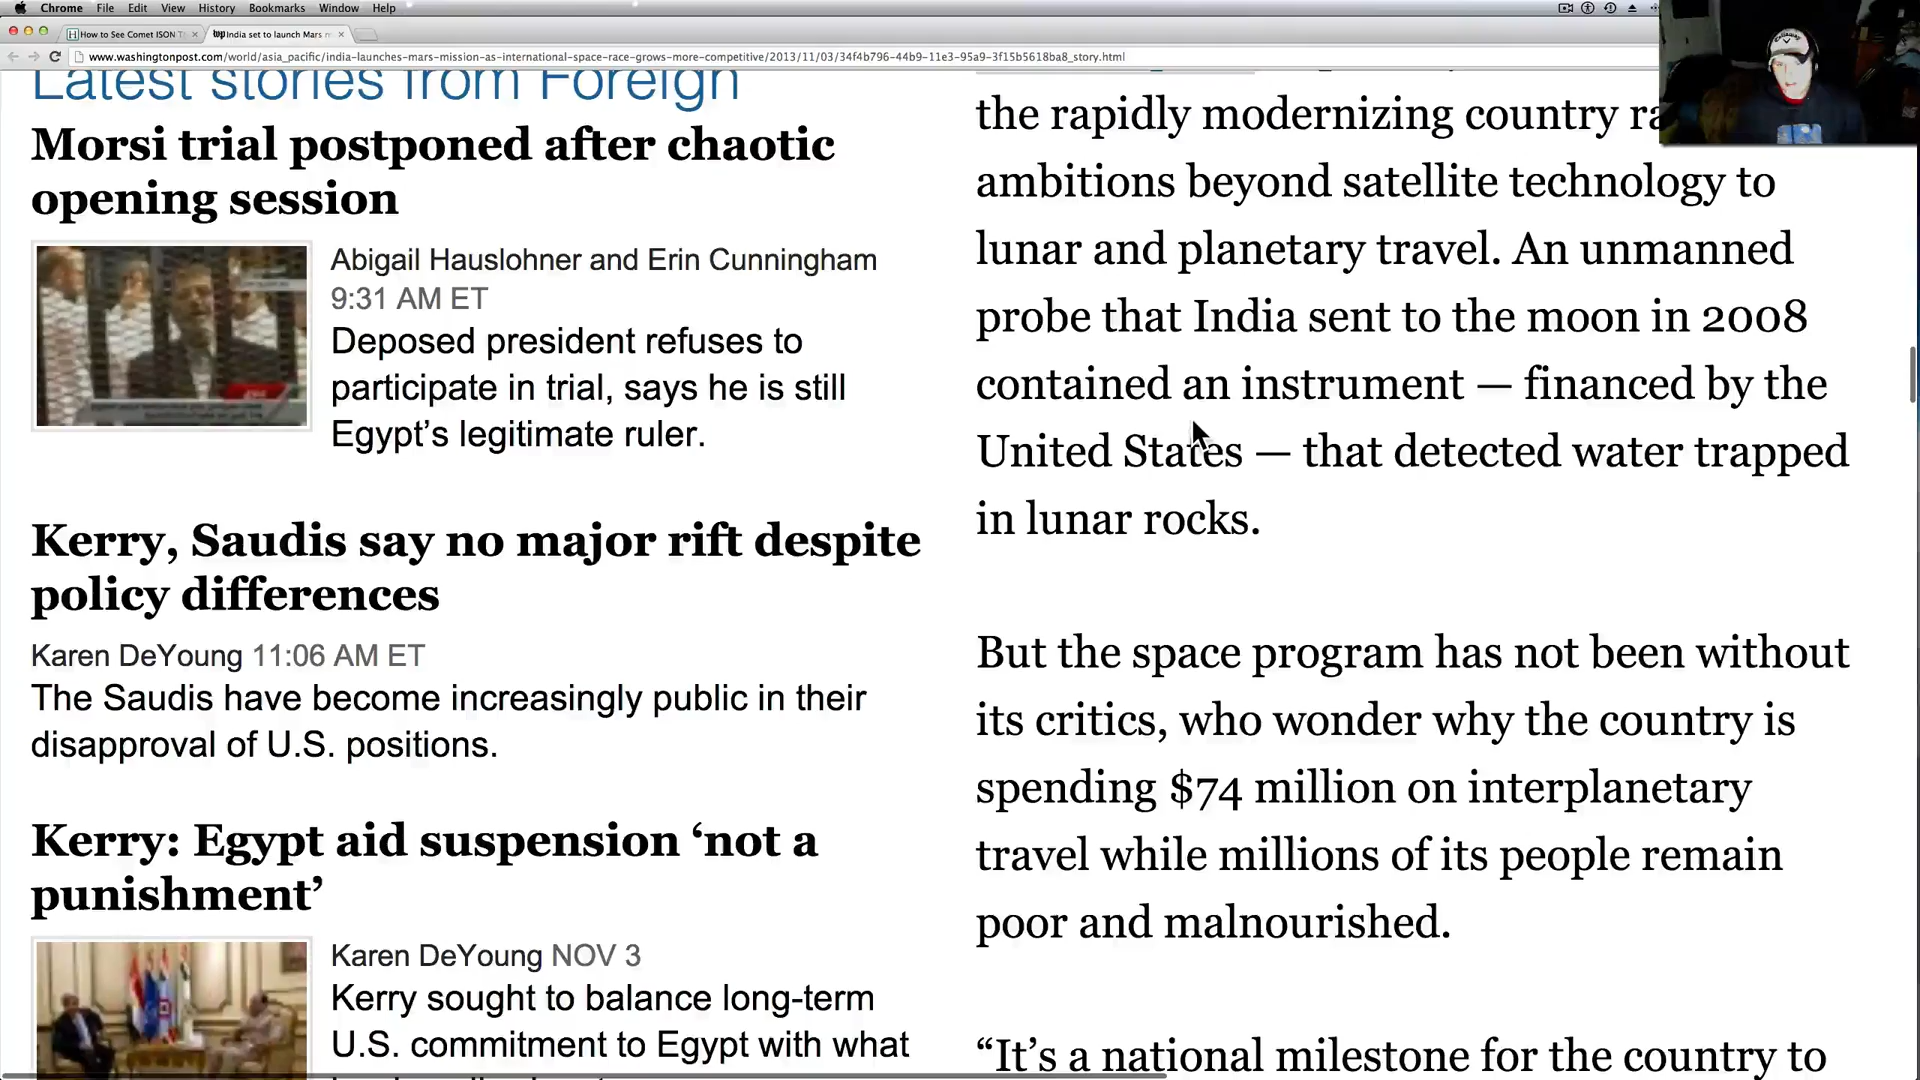 Chrome File Edit View History Bookmarks Window Help
How to See Comet ISON
India set to launch Mars
www.washingtonpost.com/world/asia_pacific/india-launches-mars-mission-as-international-space-race-grows-more-competitive/2013/11/03/34f4b796-44b9-11e3-95a9-3f15b5618ba8_story.html
Latest stories from Foreign
Morsi trial postponed after chaotic
opening session
Abigail Hauslohner and Erin Cunningham
9:31 AM ET
Deposed president refuses to
participate in trial, says he is still
Egypt’s legitimate ruler.
Kerry, Saudis say no major rift despite
policy differences
Karen DeYoung 11:06 AM ET
The Saudis have become increasingly public in their
disapproval of U.S. positions.
Kerry: Egypt aid suspension ‘not a
punishment’
Karen DeYoung NOV 3
Kerry sought to balance long-term
U.S. commitment to Egypt with what
the rapidly modernizing country
ambitions beyond satellite technology to
lunar and planetary travel. An unmanned
probe that India sent to the moon in 2008
contained an instrument — financed by the
United States — that detected water trapped
in lunar rocks.
But the space program has not been without
its critics, who wonder why the country is
spending $74 million on interplanetary
travel while millions of its people remain
poor and malnourished.
“It’s a national milestone for the country to